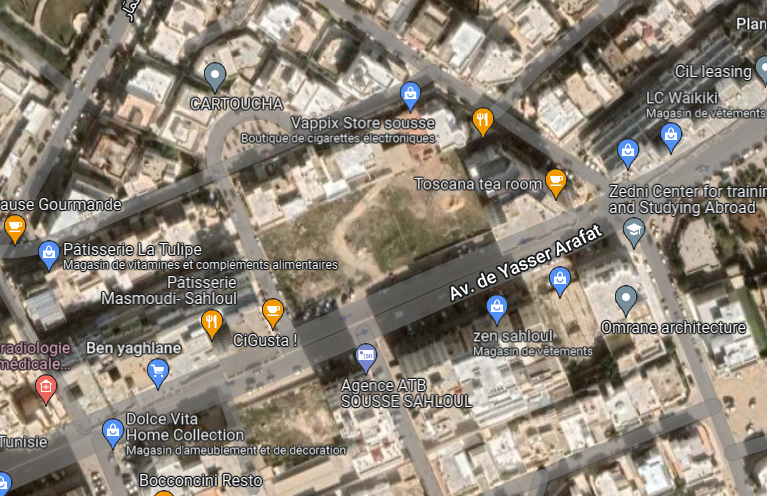 Plan
CiL leasing
CARTOUCHA
LC Waikiki
Magasin de vêtements
Vappix Store sousse
Boutique de cigarettes électroniques
Toscana tea room
Zedni Center for trainin
and Studying Abroad
ause Gourmande
Av. de Yasser Arafat
Pâtisserie La Tulipe
Magasin de vitamines et compléments alimentaires
Pâtisserie
Masmoudi- Sahloul
Omrane architecture
CiGusta !
zen sahloul
Magasin de vêtements
radiologie
médicale...
Ben yaghlane
Agence ATB
SOUSSE SAHLOUL
Dolce Vita
Home Collection
Magasin d'ameublement et de décoration
Tunisie
Bocconcini Resto